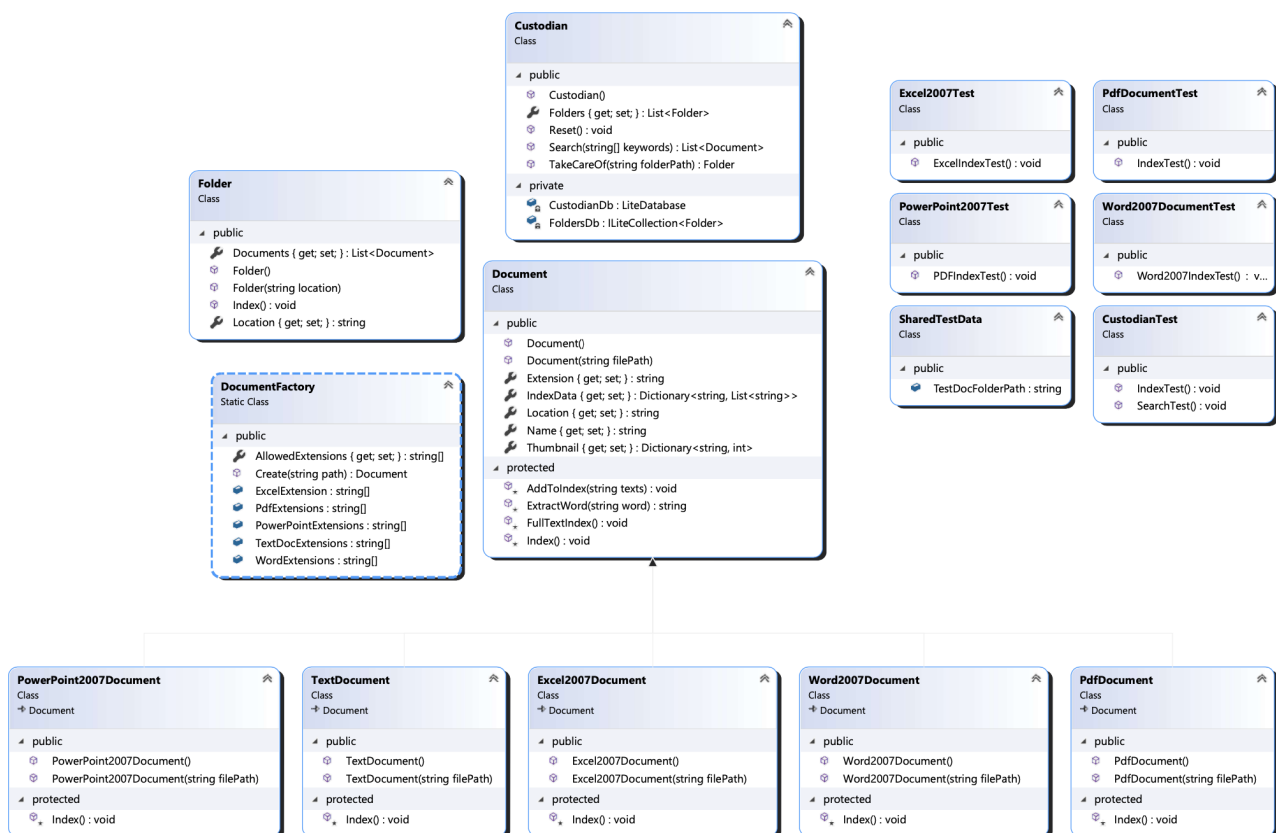 Custodian
Class
public
Custodian()
Folders { get; set; } : List<Folder>
Reset() : void
Search(string[] keywords) : List<Document>
TakeCareOf(string folderPath) : Folder
private
CustodianDb : LiteDatabase
FoldersDb : ILiteCollection<Folder>
Excel2007Test
Class
public
ExcelIndexTest() : void
PdfDocumentTest
Class
public
IndexTest() : void
Folder
Class
public
Documents { get; set; } : List<Document>
Folder()
Folder(string location)
Index() : void
Location { get; set; } : string
PowerPoint2007Test
Class
public
PDFIndexTest() : void
Word2007DocumentTest
Class
public
Word2007IndexTest() : v...
Document
Class
public
Document()
Document(string filePath)
Extension { get; set; } : string
IndexData { get; set; } : Dictionary<string, List<string>>
Location { get; set; } : string
Name { get; set; } : string
Thumbnail { get; set; } : Dictionary<string, int>
protected
AddToIndex(string texts) : void
ExtractWord(string word) : string
FullTextIndex() : void
Index() : void
SharedTestData
Class
public
TestDocFolderPath : string
CustodianTest
Class
public
IndexTest() : void
SearchTest() : void
DocumentFactory
Static Class
public
AllowedExtensions { get; set; } : string[]
Create(string path) : Document
ExcelExtension : string[]
PdfExtensions : string[]
PowerPointExtensions : string[]
TextDocExtensions : string[]
WordExtensions : string[]
PowerPoint2007Document
Class
Document
public
PowerPoint2007Document()
PowerPoint2007Document(string filePath)
protected
Index() : void
TextDocument
Class
Document
public
TextDocument()
TextDocument(string filePath)
protected
Index() : void
Excel2007Document
Class
Document
public
Excel2007Document()
Excel2007Document(string filePath)
protected
Index() : void
Word2007Document
Class
Document
public
Word2007Document()
Word2007Document(string filePath)
protected
Index() : void
PdfDocument
Class
Document
public
PdfDocument()
PdfDocument(string filePath)
protected
Index() : void